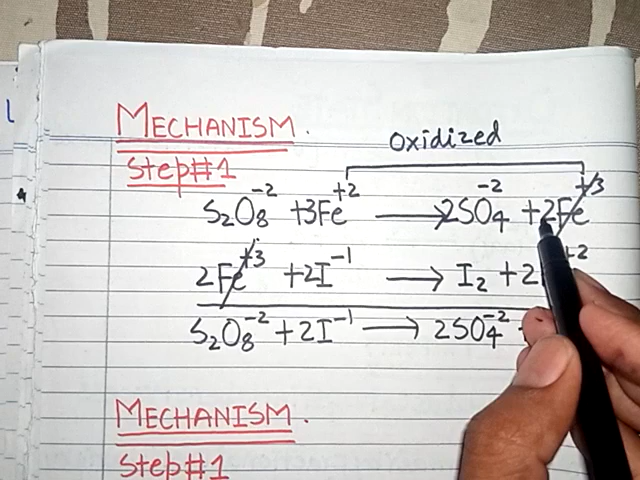 MECHANISM.
Oxidized
Step#1
S₂O₈⁻² +3Fe⁺² → 2SO₄⁻² +2Fe⁺³
2Fe⁺³ +2I⁻¹ → I₂ + 2 +2
S₂O₈⁻² + 2I⁻¹ → 2SO₄⁻²
MECHANISM.
Step#1